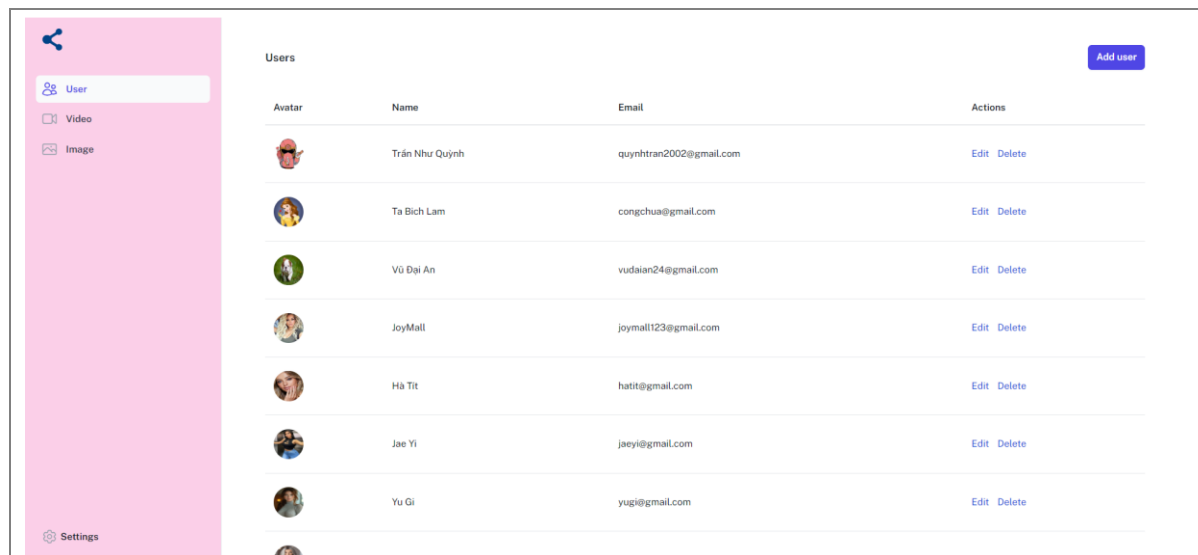 Users
Add user
User
Video
Image
Settings
Avatar Name Email Actions
Trần Như Quỳnh quynhtran2002@gmail.com Edit Delete
Ta Bich Lam congchua@gmail.com Edit Delete
Vũ Đại An vudaian24@gmail.com Edit Delete
JoyMall joymall123@gmail.com Edit Delete
Hà Tít hatit@gmail.com Edit Delete
Jae Yi jaeyi@gmail.com Edit Delete
Yu Gi yugi@gmail.com Edit Delete